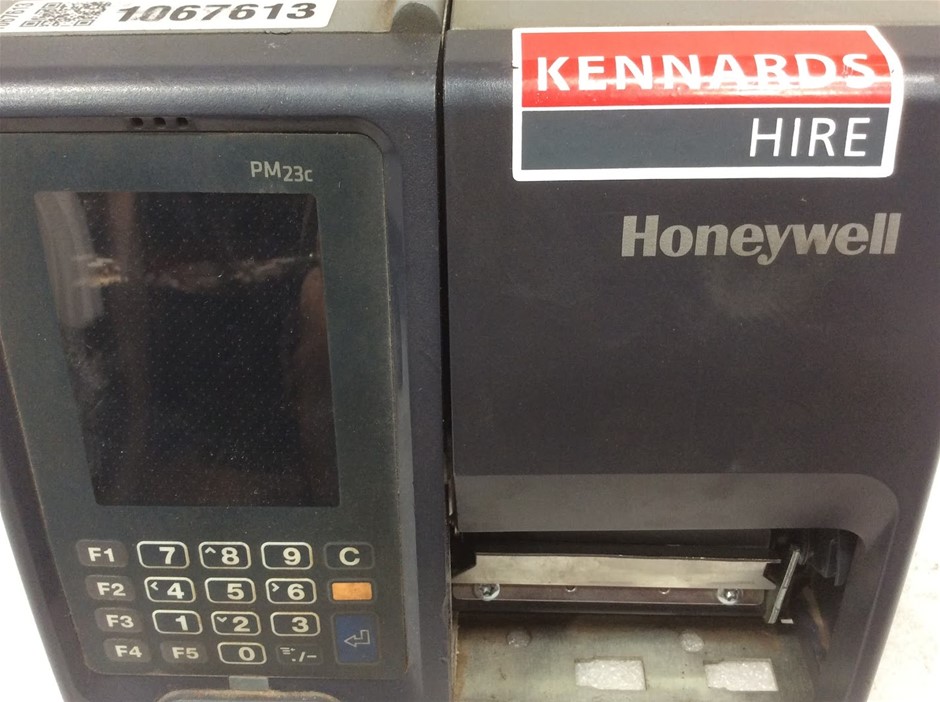 1067613
KENNARDS
HIRE
PM23c
Honeywell
F1 7 ^8 9 C
F2 <4 5 >6
F3 1 ˅2 3
F4 F5 0 *./-